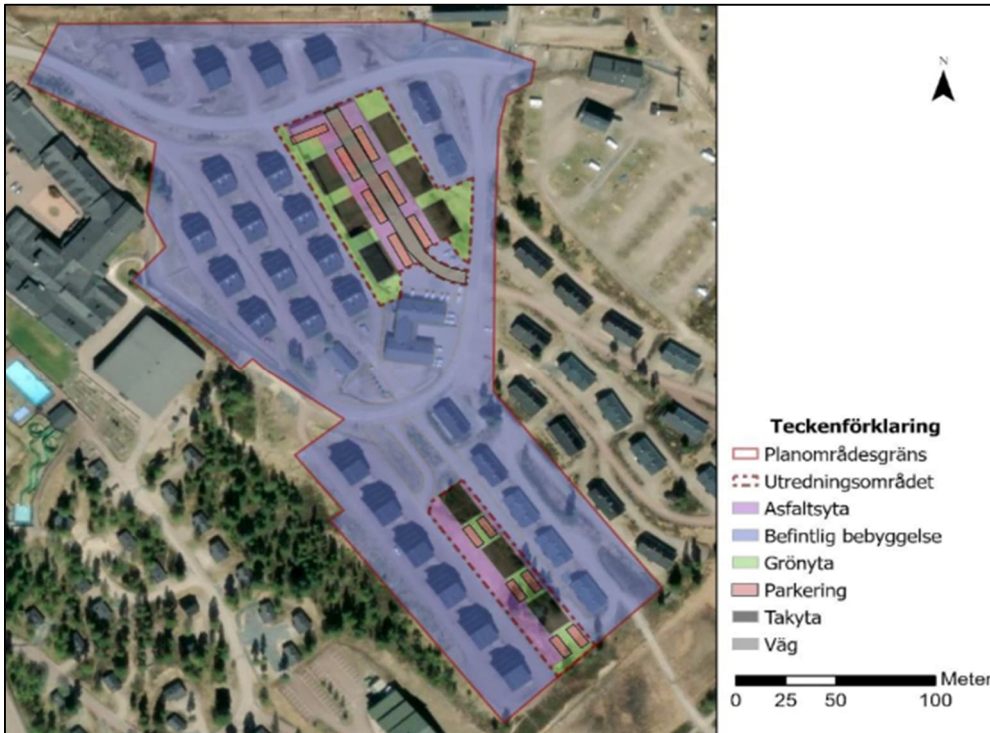 N
Teckenförklaring
Planområdesgräns
Utredningsområdet
Asfaltsyta
Befintlig bebyggelse
Grönyta
Parkering
Takyta
Väg
Meter
0 25 50 100